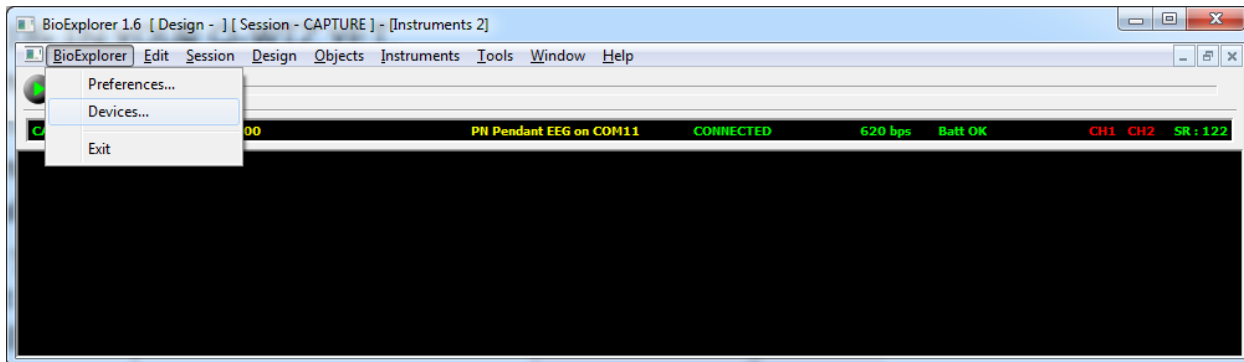 BioExplorer 1.6 [ Design - ] [ Session - CAPTURE ] - [Instruments 2]
BioExplorer Edit Session Design Objects Instruments Tools Window Help
Preferences...
Devices...
00 PN Pendant EEG on COM11 CONNECTED 620 bps Batt OK CH1 CH2 SR : 122
Exit